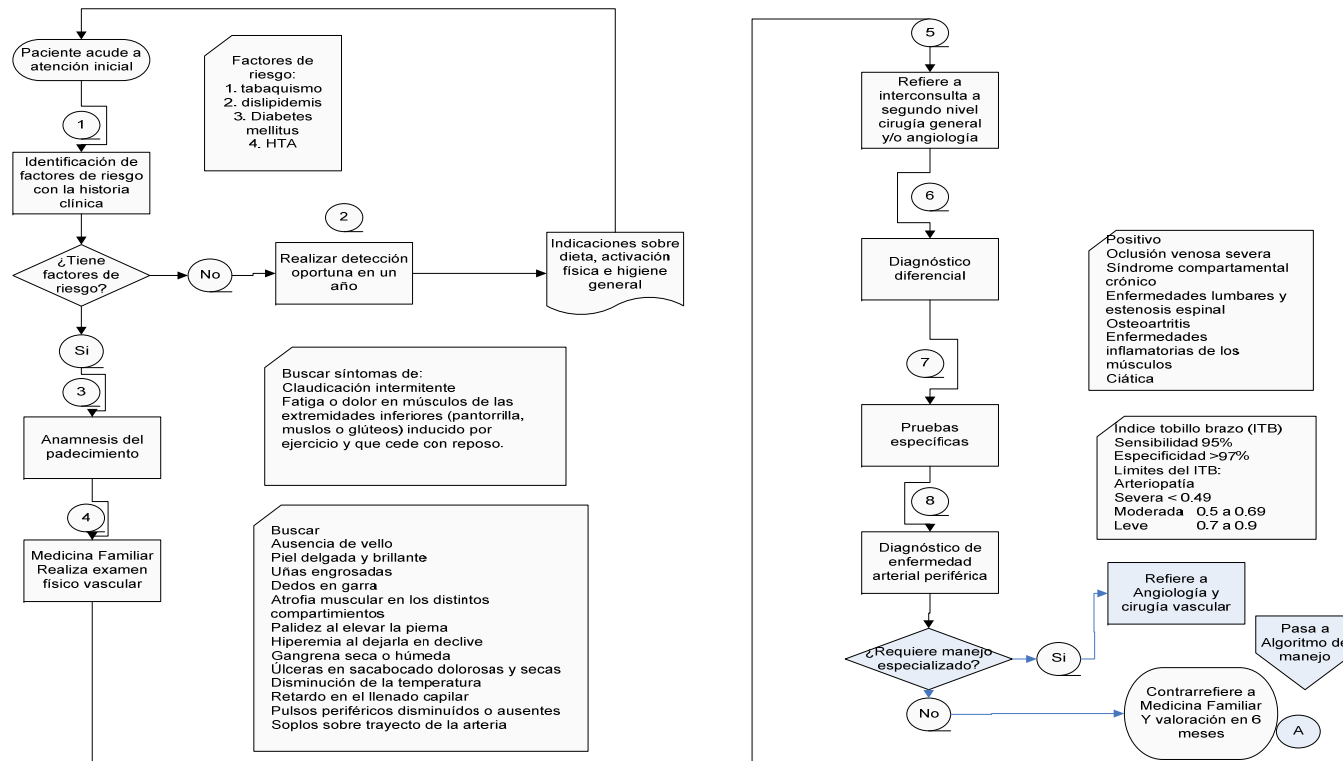 Paciente acude a
atención inicial
Factores de
riesgo:
1. tabaquismo
2. dislipidemis
3. Diabetes
mellitus
4. HTA
1
Identificación de
factores de riesgo
con la historia
clínica
¿Tiene
factores de
riesgo?
No
2
Realizar detección
oportuna en un
año
Indicaciones sobre
dieta, activación
física e higiene
general
Si
3
Buscar síntomas de:
Claudicación intermitente
Fatiga o dolor en músculos de las
extremidades inferiores (pantorrilla,
muslos o glúteos) inducido por
ejercicio y que cede con reposo.
Anamnesis del
padecimiento
4
Medicina Familiar
Realiza examen
físico vascular
Buscar
Ausencia de vello
Piel delgada y brillante
Uñas engrosadas
Dedos en garra
Atrofia muscular en los distintos
compartimientos
Palidez al elevar la pierna
Hiperemia al dejarla en declive
Gangrena seca o húmeda
Úlceras en sacabocado dolorosas y secas
Disminución de la temperatura
Retardo en el llenado capilar
Pulsos periféricos disminuídos o ausentes
Soplos sobre trayecto de la arteria
5
Refiere a
interconsulta a
segundo nivel
cirugía general
y/o angiología
6
Diagnóstico
diferencial
Positivo
Oclusión venosa severa
Síndrome compartamental
crónico
Enfermedades lumbares y
estenosis espinal
Osteoartritis
Enfermedades
inflamatorias de los
músculos
Ciática
7
Pruebas
específicas
Índice tobillo brazo (ITB)
Sensibilidad 95%
Especificidad >97%
Límites del ITB:
Arteriopatía
Severa < 0.49
Moderada 0.5 a 0.69
Leve 0.7 a 0.9
8
Diagnóstico de
enfermedad
arterial periférica
¿Requiere manejo
especializado?
Si
Refiere a
Angiología y
cirugía vascular
Pasa a
Algoritmo de
manejo
No
Contrarrefiere a
Medicina Familiar
Y valoración en 6
meses
A